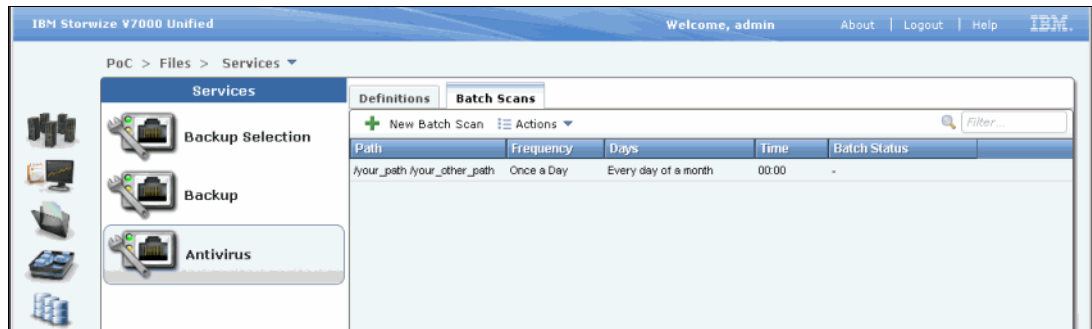 IBM Storwize V7000 Unified Welcome, admin About | Logout | Help IBM.
PoC > Files > Services
Services
Definitions Batch Scans
New Batch Scan Actions Filter...
Backup Selection
Path Frequency Days Time Batch Status
/your_path /your_other_path Once a Day Every day of a month 00:00 -
Backup
Antivirus